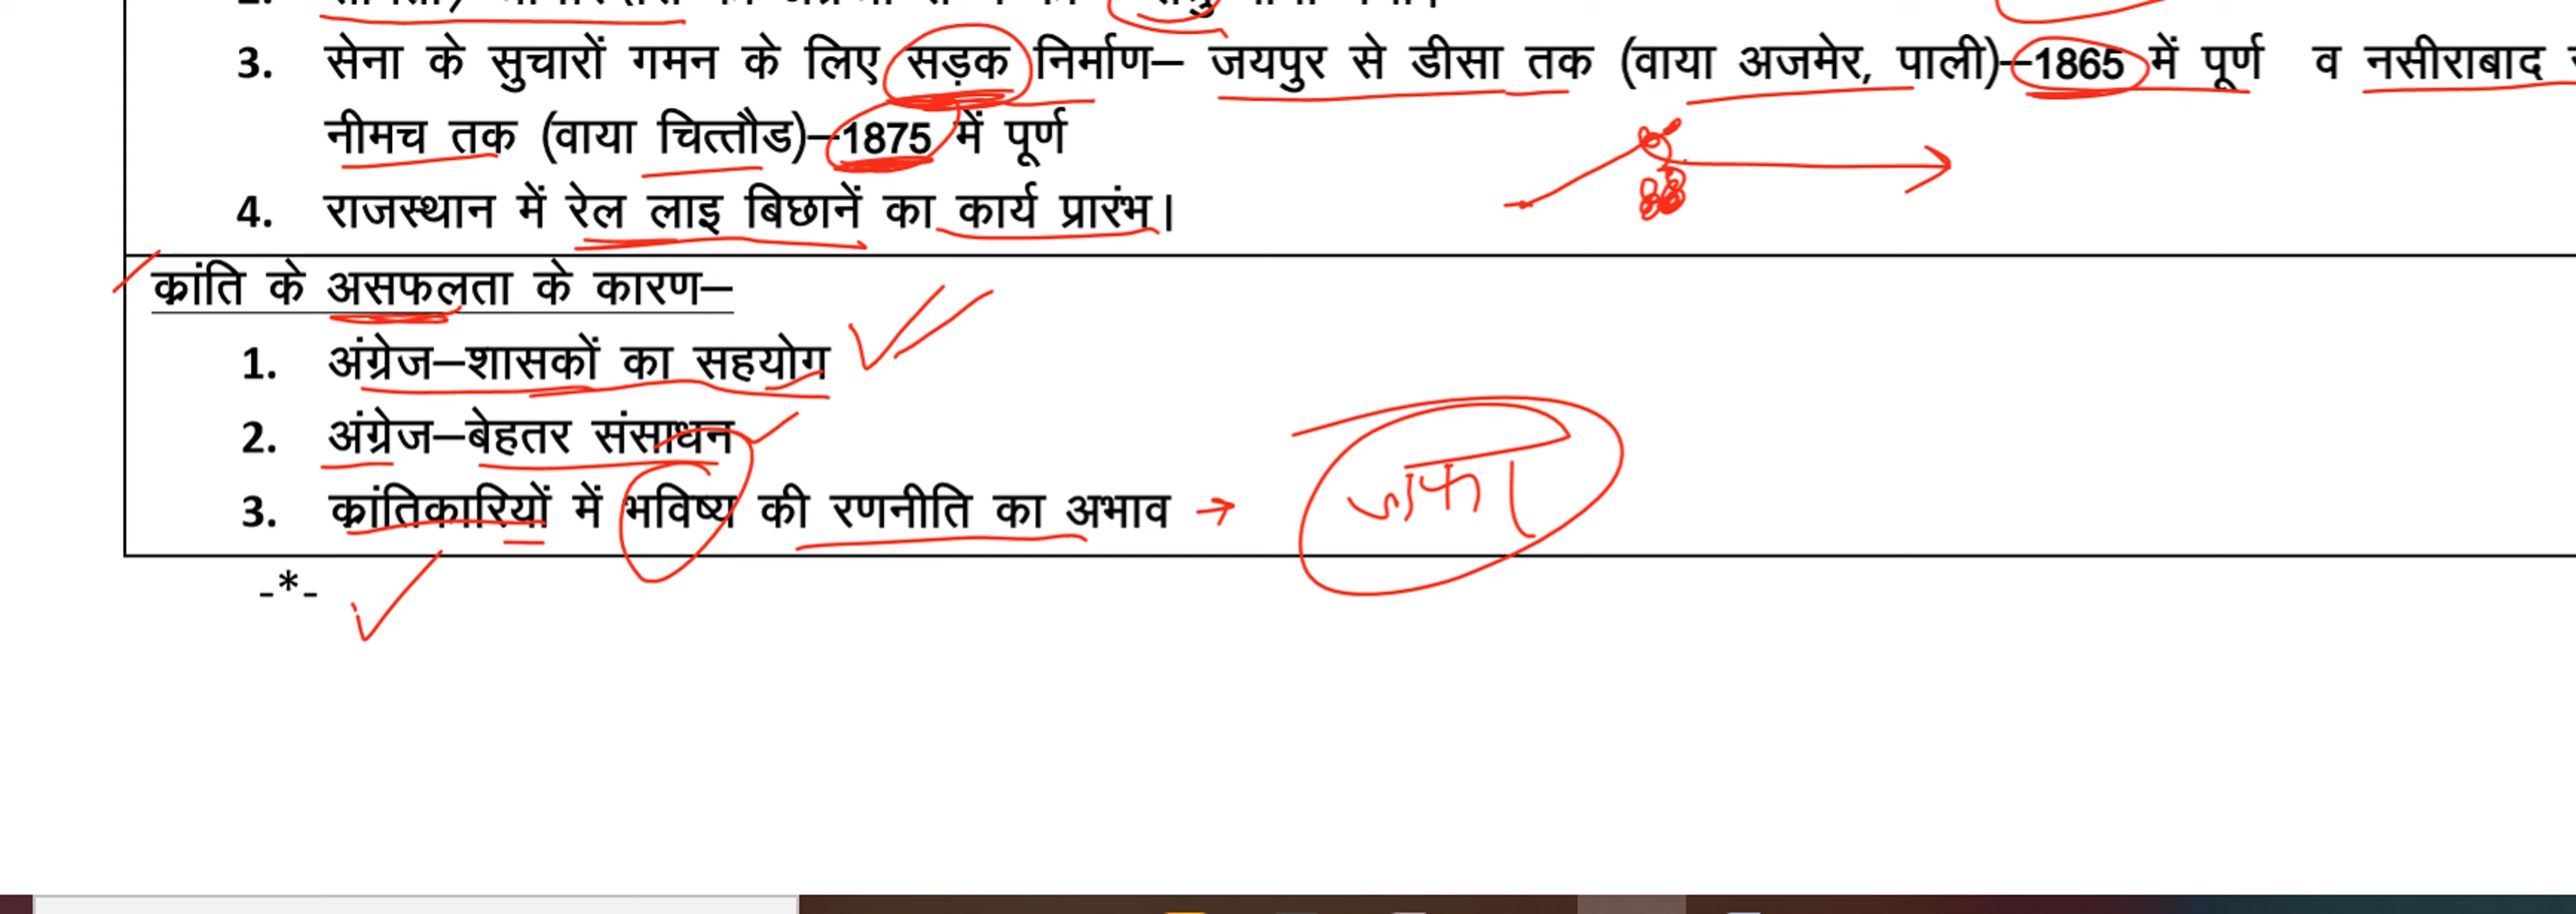 3. सेना के सुचारों गमन के लिए सड़क निर्माण– जयपुर से डीसा तक (वाया अजमेर, पाली)–1865 में पूर्ण व नसीराबाद
नीमच तक (वाया चित्तौड)–1875 में पूर्ण
4. राजस्थान में रेल लाइ बिछानें का कार्य प्रारंभ।
क्रांति के असफलता के कारण–
1. अंग्रेज–शासकों का सहयोग
2. अंग्रेज–बेहतर संसाधन
3. क्रांतिकारियों में भविष्य की रणनीति का अभाव →
-*-